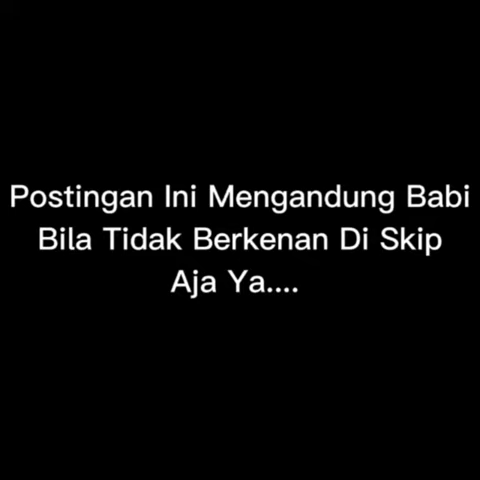 Postingan Ini Mengandung Babi
Bila Tidak Berkenan Di Skip
Aja Ya....